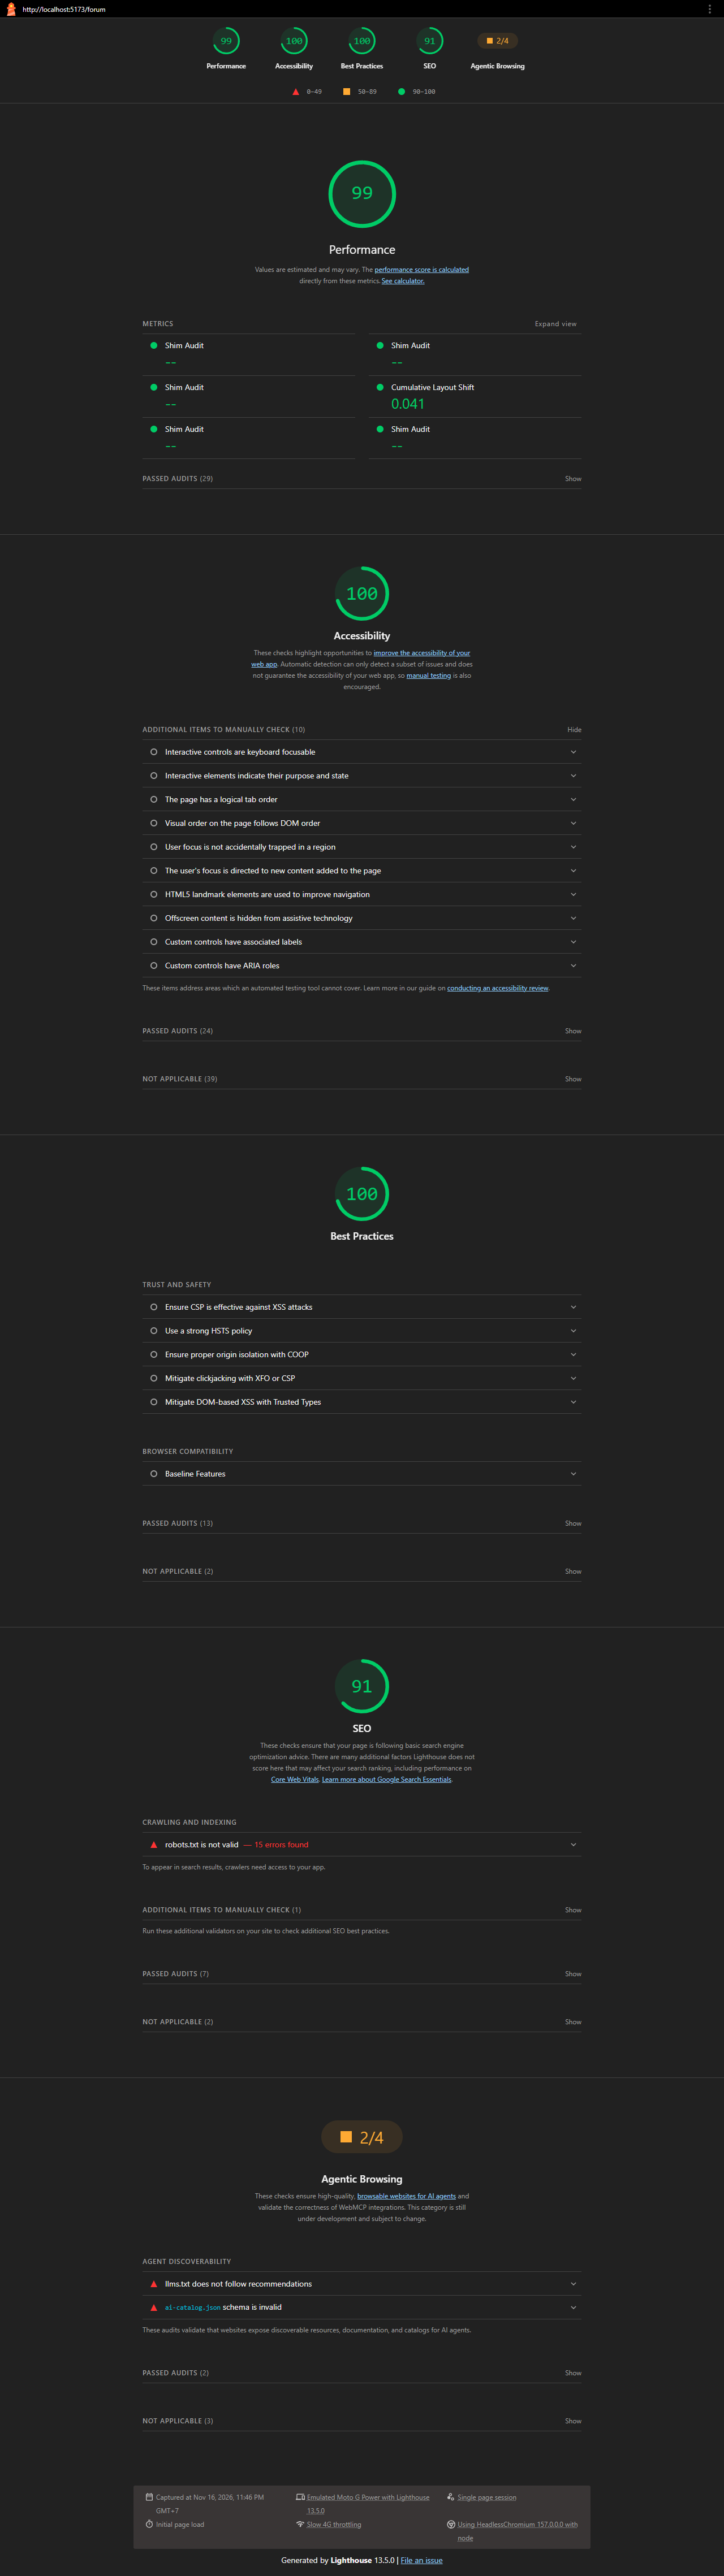 http://localhost:5173/forum
99
100
100
91
2/4
Performance
Accessibility
Best Practices
SEO
Agentic Browsing
0–49
50–89
90–100
99
Performance
Values are estimated and may vary. The performance score is calculated
directly from these metrics. See calculator.
METRICS
Expand view
Shim Audit
--
Shim Audit
--
Shim Audit
--
Cumulative Layout Shift
0.041
Shim Audit
--
Shim Audit
--
PASSED AUDITS (29)
Show
100
Accessibility
These checks highlight opportunities to improve the accessibility of your
web app. Automatic detection can only detect a subset of issues and does
not guarantee the accessibility of your web app, so manual testing is also
encouraged.
ADDITIONAL ITEMS TO MANUALLY CHECK (10)
Hide
Interactive controls are keyboard focusable
Interactive elements indicate their purpose and state
The page has a logical tab order
Visual order on the page follows DOM order
User focus is not accidentally trapped in a region
The user's focus is directed to new content added to the page
HTML5 landmark elements are used to improve navigation
Offscreen content is hidden from assistive technology
Custom controls have associated labels
Custom controls have ARIA roles
These items address areas which an automated testing tool cannot cover. Learn more in our guide on conducting an accessibility review.
PASSED AUDITS (24)
Show
NOT APPLICABLE (39)
Show
100
Best Practices
TRUST AND SAFETY
Ensure CSP is effective against XSS attacks
Use a strong HSTS policy
Ensure proper origin isolation with COOP
Mitigate clickjacking with XFO or CSP
Mitigate DOM-based XSS with Trusted Types
BROWSER COMPATIBILITY
Baseline Features
PASSED AUDITS (13)
Show
NOT APPLICABLE (2)
Show
91
SEO
These checks ensure that your page is following basic search engine
optimization advice. There are many additional factors Lighthouse does not
score here that may affect your search ranking, including performance on
Core Web Vitals. Learn more about Google Search Essentials.
CRAWLING AND INDEXING
robots.txt is not valid — 15 errors found
To appear in search results, crawlers need access to your app.
ADDITIONAL ITEMS TO MANUALLY CHECK (1)
Show
Run these additional validators on your site to check additional SEO best practices.
PASSED AUDITS (7)
Show
NOT APPLICABLE (2)
Show
2/4
Agentic Browsing
These checks ensure high-quality, browsable websites for AI agents and
validate the correctness of WebMCP integrations. This category is still
under development and subject to change.
AGENT DISCOVERABILITY
llms.txt does not follow recommendations
ai-catalog.json schema is invalid
These audits validate that websites expose discoverable resources, documentation, and catalogs for AI agents.
PASSED AUDITS (2)
Show
NOT APPLICABLE (3)
Show
Captured at Nov 16, 2026, 11:46 PM
GMT+7
Emulated Moto G Power with Lighthouse
13.5.0
Single page session
Initial page load
Slow 4G throttling
Using HeadlessChromium 157.0.0.0 with
node
Generated by Lighthouse 13.5.0 | File an issue